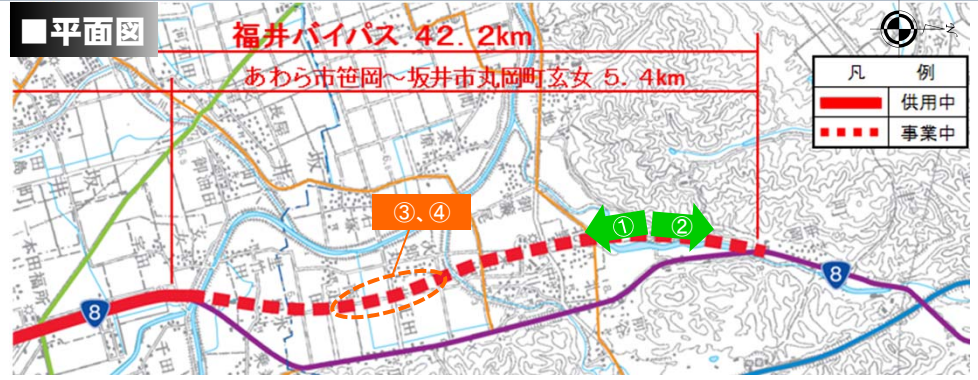 ■平面図
福井バイパス 42.2km
あわら市笹岡～坂井市丸岡町玄女 5.4km
凡 例
供用中
事業中
③、④
①
②
8
8